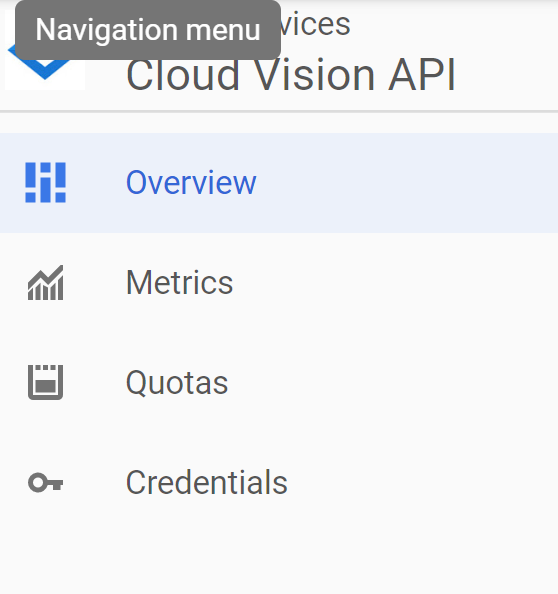 Navigation menu
Cloud Vision API
Overview
Metrics
Quotas
Credentials